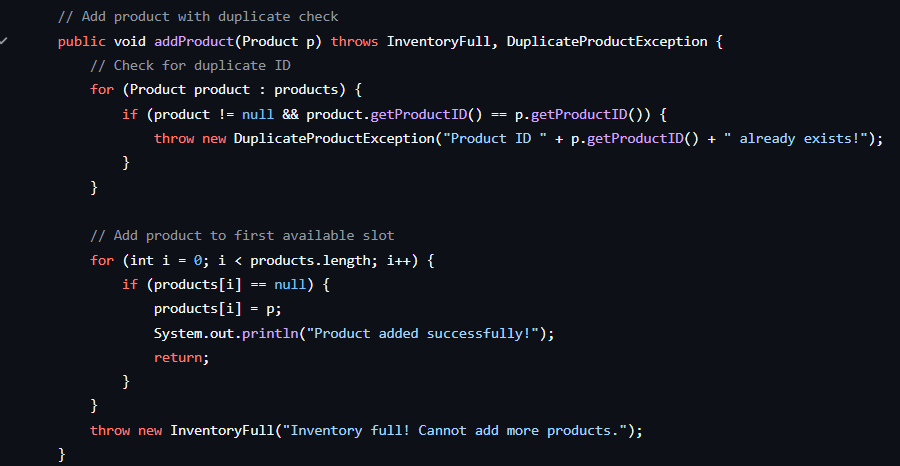 // Add product with duplicate check
public void addProduct(Product p) throws InventoryFull, DuplicateProductException {
// Check for duplicate ID
for (Product product : products) {
if (product != null && product.getProductID() == p.getProductID()) {
throw new DuplicateProductException("Product ID " + p.getProductID() + " already exists!");
}
}
// Add product to first available slot
for (int i = 0; i < products.length; i++) {
if (products[i] == null) {
products[i] = p;
System.out.println("Product added successfully!");
return;
}
}
throw new InventoryFull("Inventory full! Cannot add more products.");
}